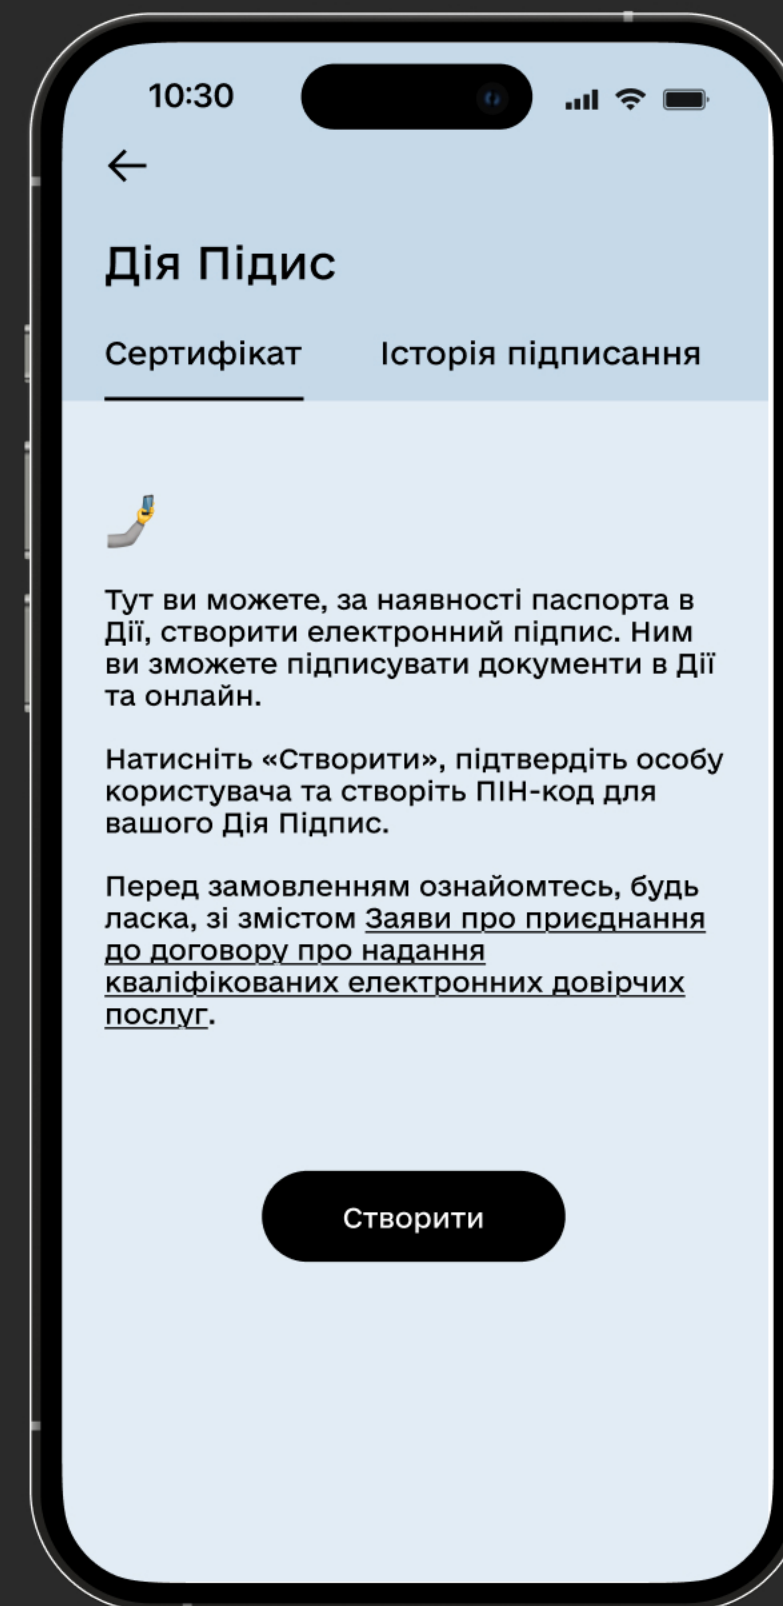 10:30
Дія Підис
Сертифікат
Історія підписання
Тут ви можете, за наявності паспорта в
Дії, створити електронний підпис. Ним
ви зможете підписувати документи в Дії
та онлайн.
Натисніть «Створити», підтвердіть особу
користувача та створіть ПІН-код для
вашого Дія Підпис.
Перед замовленням ознайомтесь, будь
ласка, зі змістом Заяви про приєднання
до договору про надання
кваліфікованих електронних довірчих
послуг.
Створити